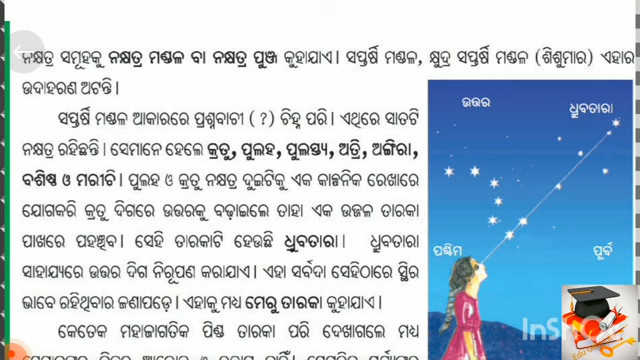 ନକ୍ଷତ୍ର ସମୂହକୁ ନକ୍ଷତ୍ର ମଣ୍ଡଳ ବା ନକ୍ଷତ୍ର ପୁଞ୍ଜ କୁହାଯାଏ। ସପ୍ତର୍ଷି ମଣ୍ଡଳ, କ୍ଷୁଦ୍ର ସପ୍ତର୍ଷି ମଣ୍ଡଳ (ଶିଶୁମାର) ଏହାର
ଉଦାହରଣ ଅଟନ୍ତି।
ସପ୍ତର୍ଷି ମଣ୍ଡଳ ଆକାରରେ ପ୍ରଶ୍ନବାଚୀ (?) ଚିହ୍ନ ପରି। ଏଥିରେ ସାତଟି
ନକ୍ଷତ୍ର ରହିଛନ୍ତି। ସେମାନେ ହେଲେ କ୍ରତୁ, ପୁଲହ, ପୁଲସ୍ତ୍ୟ, ଅତ୍ରି, ଅଙ୍ଗିରା,
ବଶିଷ୍ଠ ଓ ମରୀଚି। ପୁଲହ ଓ କ୍ରତୁ ନକ୍ଷତ୍ର ଦୁଇଟିକୁ ଏକ କାଳ୍ପନିକ ରେଖାରେ
ଯୋଗକରି କ୍ରତୁ ଦିଗରେ ଉତ୍ତରକୁ ବଢ଼ାଇଲେ ତାହା ଏକ ଉଜ୍ଜଳ ତାରକା
ପାଖରେ ପହଞ୍ଚିବ। ସେହି ତାରକାଟି ହେଉଛି ଧ୍ରୁବତାରା। ଧ୍ରୁବତାରା
ସାହାଯ୍ୟରେ ଉତ୍ତର ଦିଗ ନିରୂପଣ କରାଯାଏ। ଏହା ସର୍ବଦା ସେହିଠାରେ ସ୍ଥିର
ଭାବେ ରହିଥିବାର ଜଣାପଡ଼େ। ଏହାକୁ ମଧ୍ୟ ମେରୁ ତାରକା କୁହାଯାଏ।
କେତେକ ମହାଜାଗତିକ ପିଣ୍ଡ ତାରକା ପରି ଦେଖାଗଲେ ମଧ୍ୟ
ଉତ୍ତର
ଧ୍ରୁବତାରା
ପଶ୍ଚିମ
ପୂର୍ବ